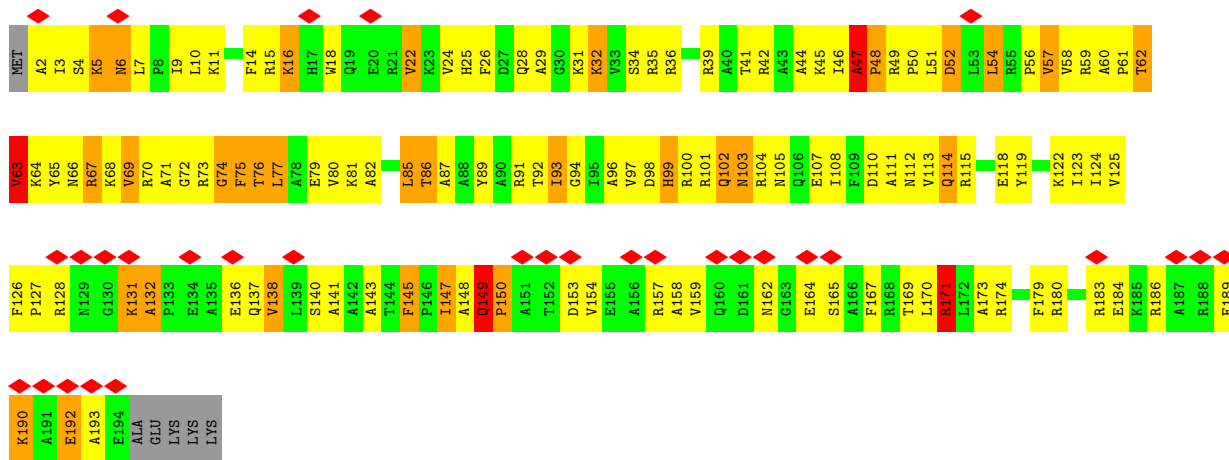 MET A2 I3 S4 K5 N6 L7 P8 I9 L10 K11 F14 R15 K16 H17 W18 Q19 E20 R21 V22 K23 V24 H25 F26 D27 Q28 A29 G30 K31 K32 V33 S34 R35 R36 R39 A40 T41 R42 A43 A44 K45 I46 A47 P48 R49 P50 L51 D52 L53 L54 R55 P56 V57 V58 R59 A60 P61 T62
V63 K64 Y65 N66 R67 K68 V69 R70 A71 G72 R73 G74 F75 T76 L77 A78 E79 V80 K81 A82 L85 T86 A87 A88 Y89 A90 R91 T92 I93 G94 I95 A96 V97 D98 H99 R100 R101 Q102 N103 R104 N105 Q106 E107 I108 F109 D110 A111 N112 V113 Q114 R115 E118 Y119 K122 I123 I124 V125
F126 P127 R128 N129 G130 K131 A132 P133 E134 A135 E136 Q137 V138 L139 S140 A141 A142 A143 T144 F145 P146 I147 A148 Q149 P150 A151 T152 D153 V154 E155 A156 R157 A158 V159 Q160 D161 N162 G163 E164 S165 A166 F167 R168 T169 L170 R171 L172 A173 R174 F179 R180 R183 E184 K185 R186 A187 R188 E189
K190 A191 E192 A193 E194 ALA GLU LYS LYS LYS